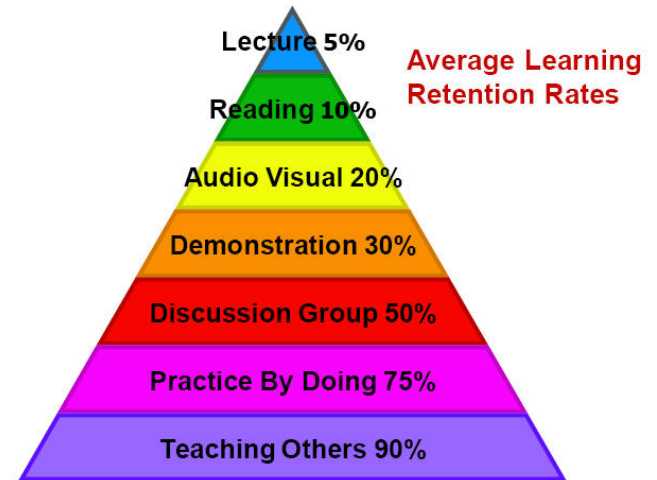 Lecture 5%
Average Learning
Retention Rates
Reading 10%
Audio Visual 20%
Demonstration 30%
Discussion Group 50%
Practice By Doing 75%
Teaching Others 90%